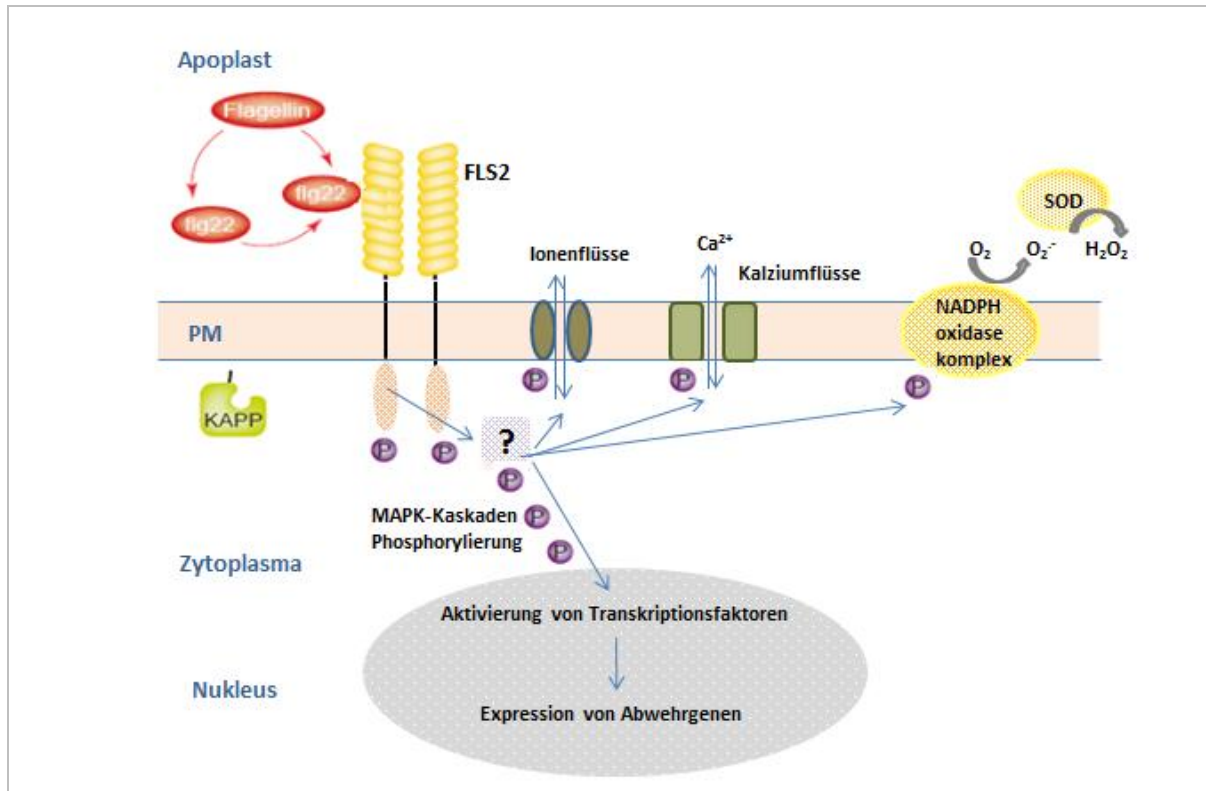 Apoplast
Flagellin
flg22
flg22
FLS2
SOD
O₂
O₂·⁻
H₂O₂
Ionenflüsse
Ca²⁺
Kalziumflüsse
PM
NADPH
oxidase
komplex
KAPP
P
P
P
P
P
?
P
P
P
MAPK-Kaskaden
Phosphorylierung
Zytoplasma
Aktivierung von Transkriptionsfaktoren
Nukleus
Expression von Abwehrgenen